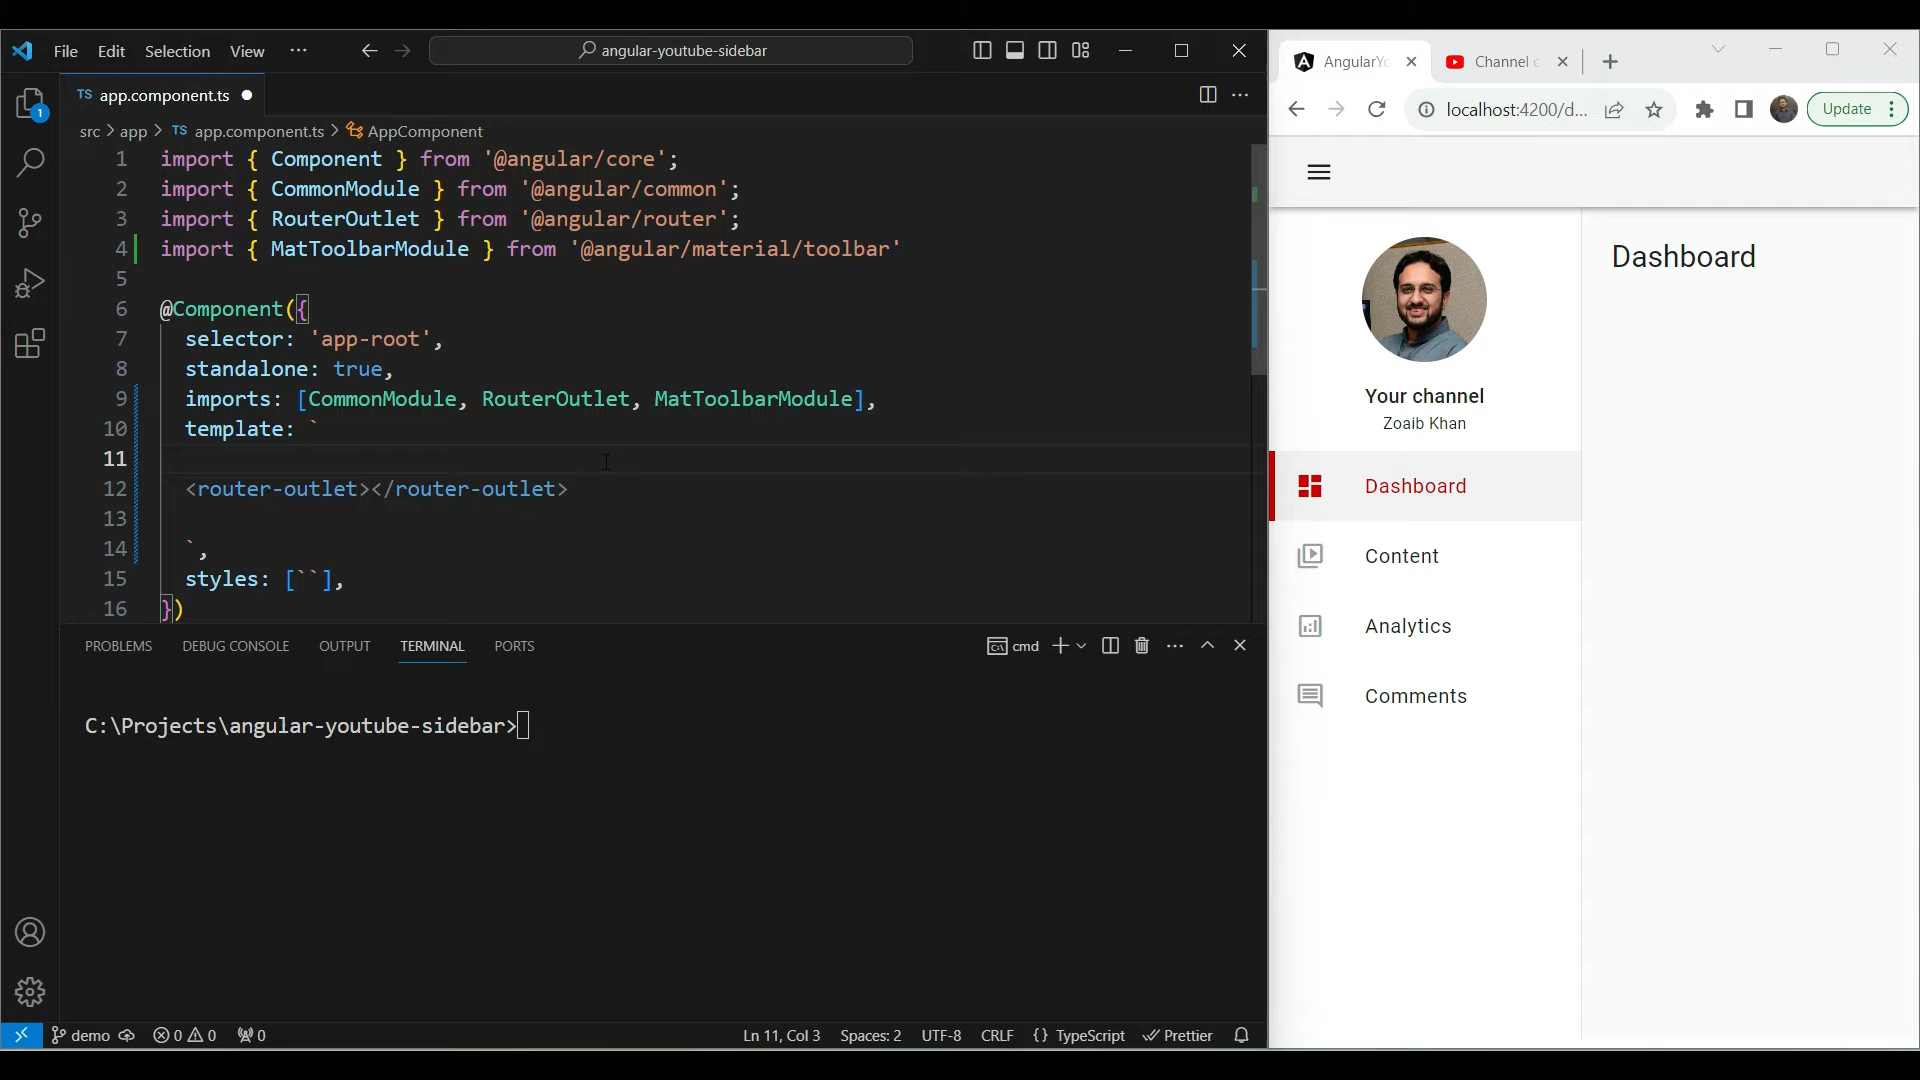 File Edit Selection View ···
angular-youtube-sidebar
TS app.component.ts
src > app > TS app.component.ts > AppComponent
1 import { Component } from '@angular/core';
2 import { CommonModule } from '@angular/common';
3 import { RouterOutlet } from '@angular/router';
4 import { MatToolbarModule } from '@angular/material/toolbar'
5
6 @Component({
7 selector: 'app-root',
8 standalone: true,
9 imports: [CommonModule, RouterOutlet, MatToolbarModule],
10 template: `
11
12 <router-outlet></router-outlet>
13
14 `,
15 styles: [``],
16 })
PROBLEMS DEBUG CONSOLE OUTPUT TERMINAL PORTS
cmd
C:\Projects\angular-youtube-sidebar>
1
demo 0 0 0
Ln 11, Col 3 Spaces: 2 UTF-8 CRLF {} TypeScript Prettier
AngularYo
Channel c
localhost:4200/d...
Update
Your channel
Zoaib Khan
Dashboard
Content
Analytics
Comments
Dashboard